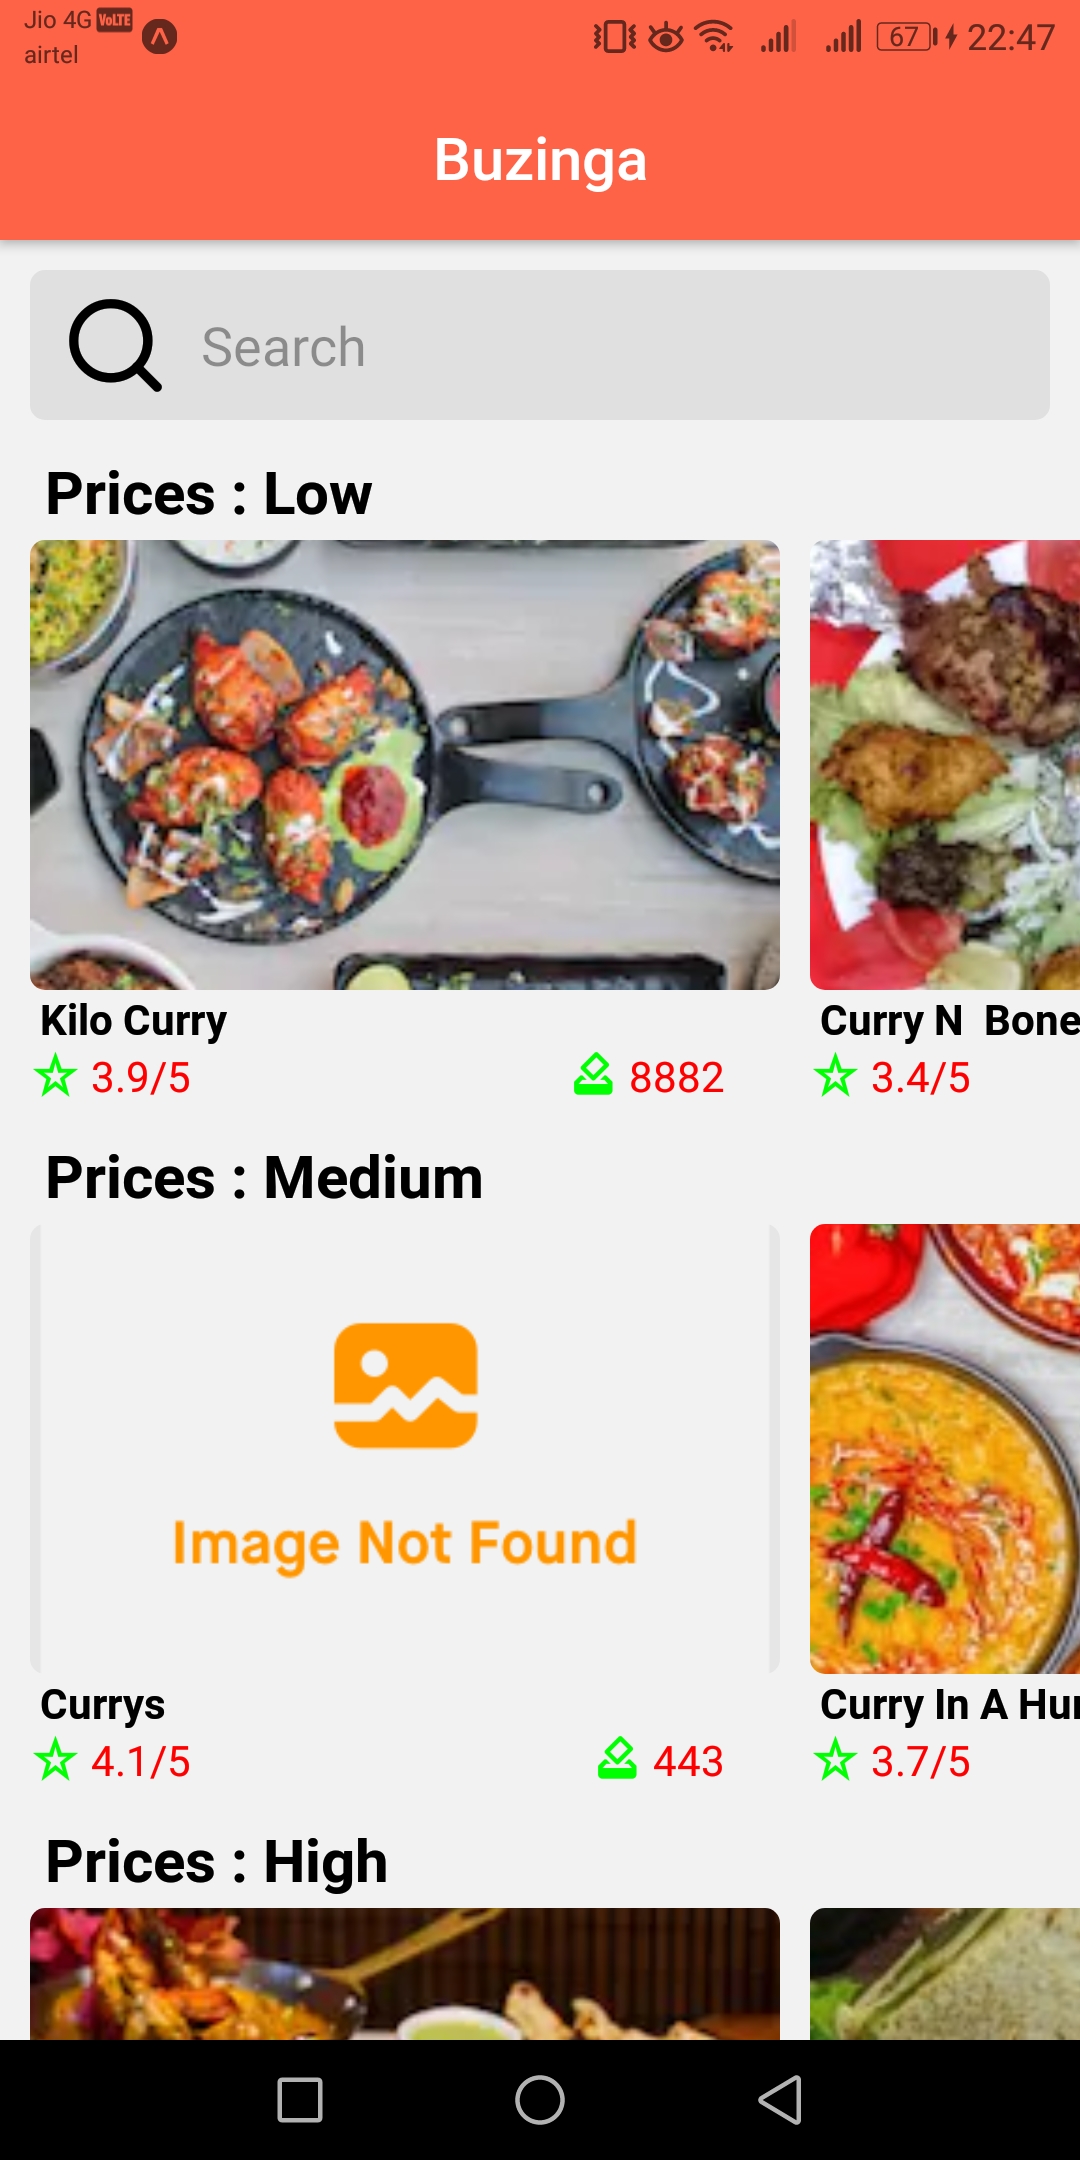 Jio 4G VoLTE
airtel
67
22:47
Buzinga
Search
Prices : Low
Kilo Curry
Curry N  Bone
3.9/5
8882
3.4/5
Prices : Medium
Image Not Found
Currys
Curry In A Hu
4.1/5
443
3.7/5
Prices : High